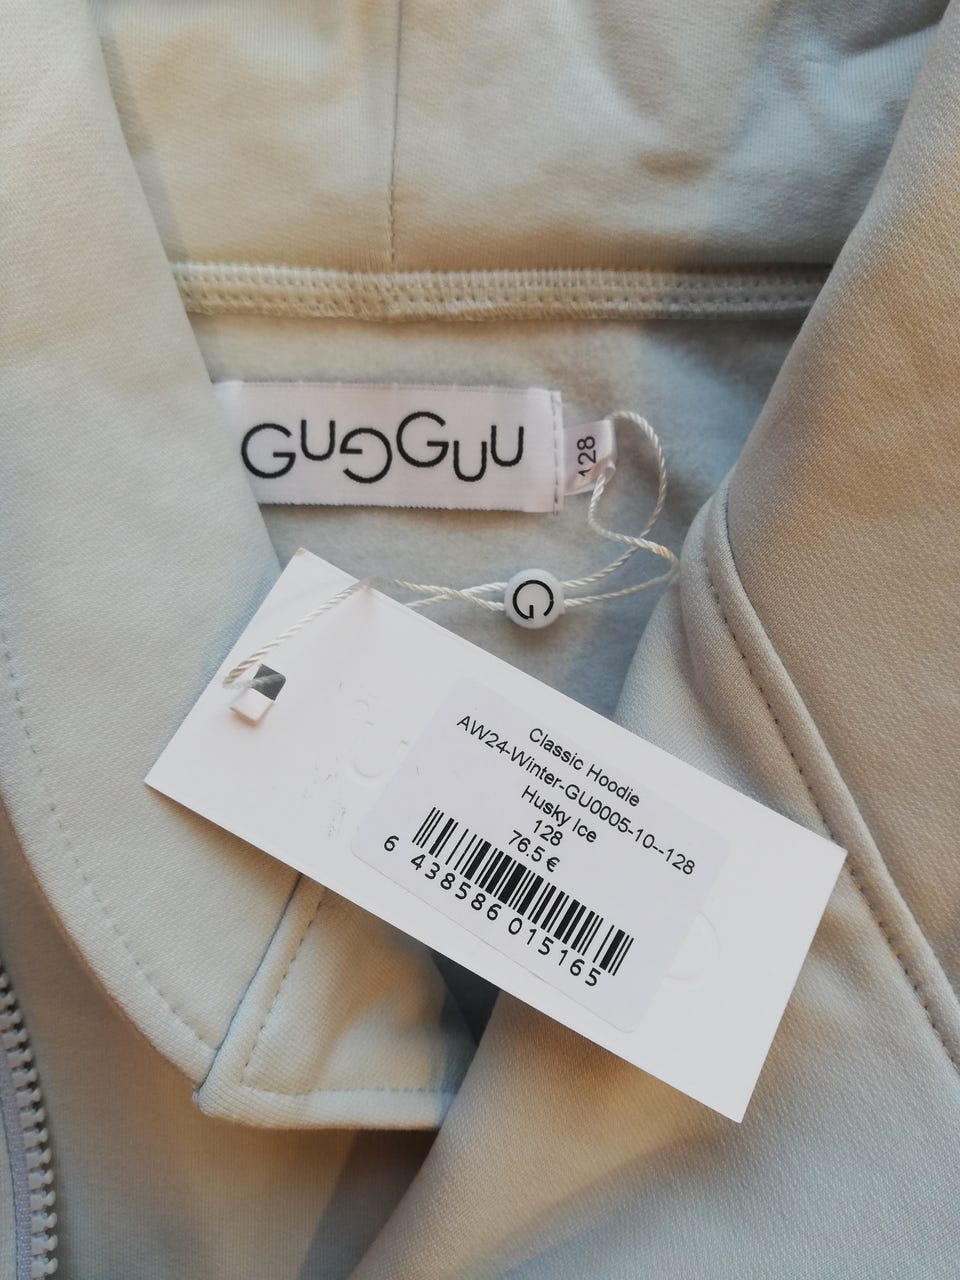 GUGGUU
128
G
Classic Hoodie
AW24-Winter-GU0005-10--128
Husky Ice
128
76.5 €
6 438586 015165